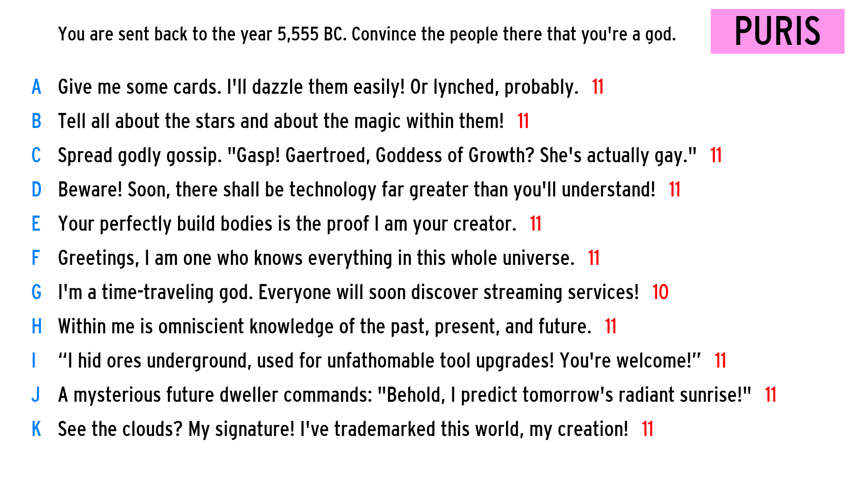 You are sent back to the year 5,555 BC. Convince the people there that you're a god.
PURIS
A Give me some cards. I'll dazzle them easily! Or lynched, probably. 11
B Tell all about the stars and about the magic within them! 11
C Spread godly gossip. "Gasp! Gaertroed, Goddess of Growth? She's actually gay." 11
D Beware! Soon, there shall be technology far greater than you'll understand! 11
E Your perfectly build bodies is the proof I am your creator. 11
F Greetings, I am one who knows everything in this whole universe. 11
G I'm a time-traveling god. Everyone will soon discover streaming services! 10
H Within me is omniscient knowledge of the past, present, and future. 11
I “I hid ores underground, used for unfathomable tool upgrades! You're welcome!” 11
J A mysterious future dweller commands: "Behold, I predict tomorrow's radiant sunrise!" 11
K See the clouds? My signature! I've trademarked this world, my creation! 11